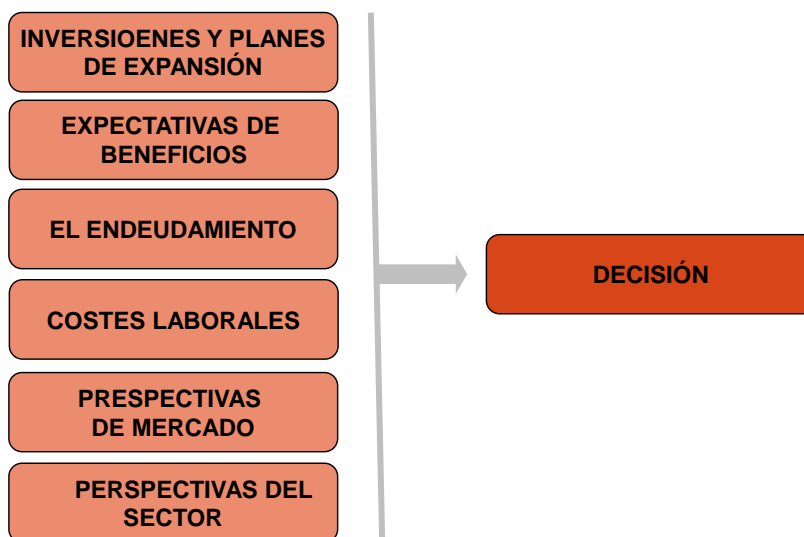 INVERSIOENES Y PLANES
DE EXPANSIÓN
EXPECTATIVAS DE
BENEFICIOS
EL ENDEUDAMIENTO
COSTES LABORALES
PRESPECTIVAS
DE MERCADO
PERSPECTIVAS DEL
SECTOR
DECISIÓN